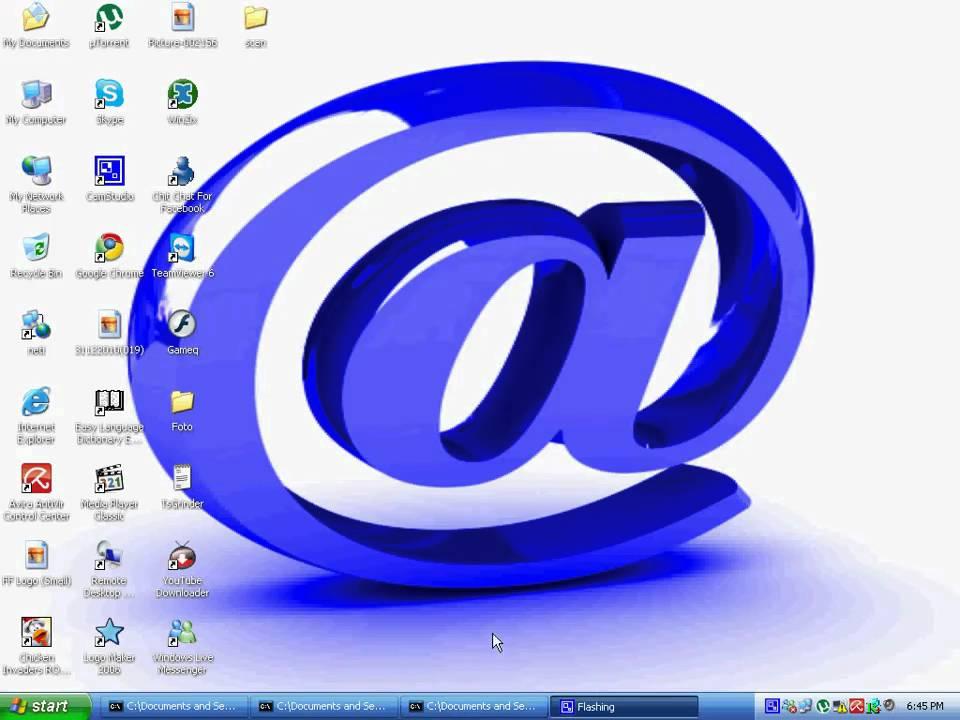 My Documents
µTorrent
Picture-002156
scan
My Computer
Skype
My Network
Places
CamStudio
Chit Chat For
Facebook
Recycle Bin
Google Chrome
TeamViewer 6
31122010(019)
Gameq
Internet
Explorer
Easy Language
Dictionary E...
Foto
Avira AntiVir
Control Center
Media Player
Classic
TsGrinder
FF Logo (Small)
Remote
Desktop ...
YouTube
Downloader
Chicken
Invaders RO...
Logo Maker
2006
Windows Live
Messenger
@
start
C:\Documents and Se...
C:\Documents and Se...
C:\Documents and Se...
Flashing
6:45 PM